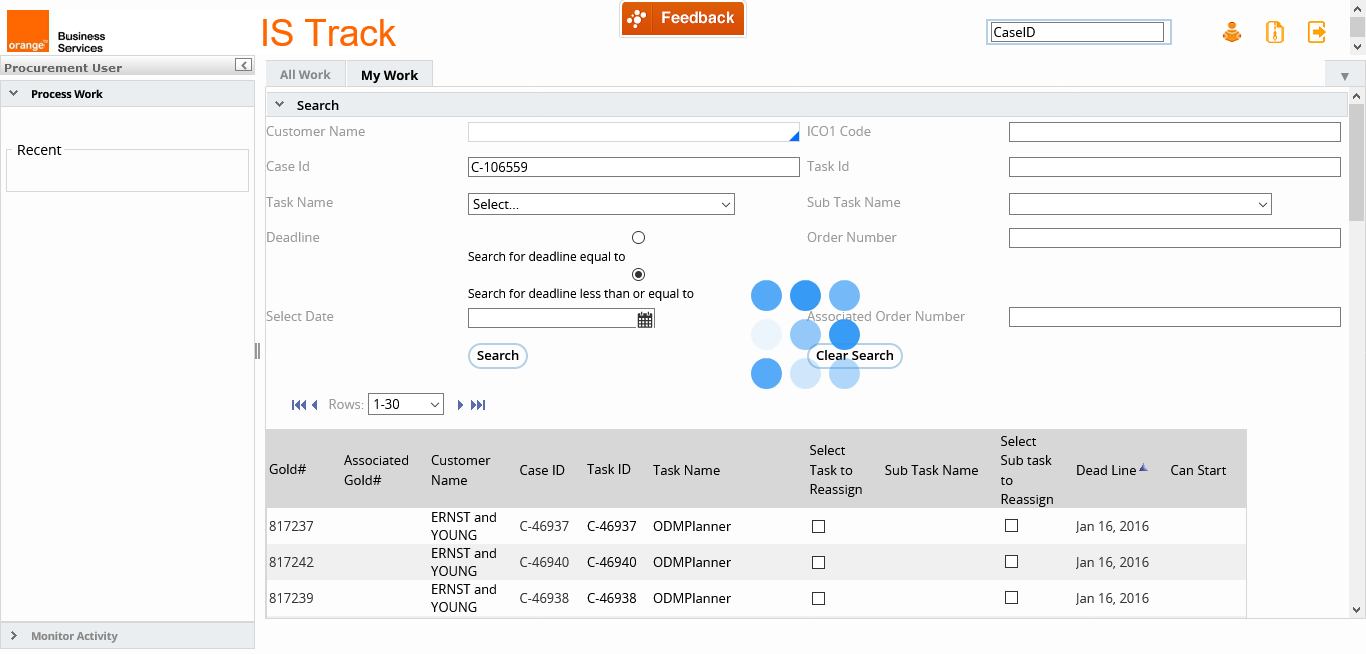 orange™
Business
Services
IS Track
Feedback
CaseID
Procurement User
Process Work
Recent
Monitor Activity
All Work
My Work
Search
Customer Name
ICO1 Code
Case Id C-106559
Task Id
Task Name Select...
Sub Task Name
Deadline
Order Number
Search for deadline equal to
Search for deadline less than or equal to
Select Date
Associated Order Number
Search
Clear Search
Rows: 1-30
Gold# Associated Gold# Customer Name Case ID Task ID Task Name Select Task to Reassign Sub Task Name Select Sub task to Reassign Dead Line Can Start
817237 ERNST and YOUNG C-46937 C-46937 ODMPlanner Jan 16, 2016
817242 ERNST and YOUNG C-46940 C-46940 ODMPlanner Jan 16, 2016
817239 ERNST and YOUNG C-46938 C-46938 ODMPlanner Jan 16, 2016